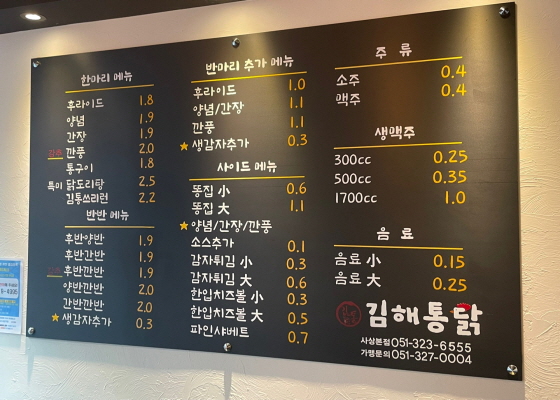 한마리 메뉴
후라이드 1.8
양념 1.9
간장 1.9
깐풍 2.0
통구이 1.8
특미 닭도리탕 2.5
김통쏘리런 2.2
반반 메뉴
후반양반 1.9
후반간반 1.9
후반깐반 1.9
양반깐반 2.0
간반깐반 2.0
★생감자추가 0.3
반마리 추가 메뉴
후라이드 1.0
양념/간장 1.1
깐풍 1.1
★생감자추가 0.3
사이드 메뉴
똥집 小 0.6
똥집 大 1.1
★양념/간장/깐풍
소스추가 0.1
감자튀김 小 0.3
감자튀김 大 0.6
한입치즈볼 小 0.3
한입치즈볼 大 0.5
파인샤베트 0.7
주 류
소주 0.4
맥주 0.4
생맥주
300cc 0.25
500cc 0.35
1700cc 1.0
음 료
음료 小 0.15
음료 大 0.25
김해통닭
사상본점 051-323-6555
가맹문의 051-327-0004